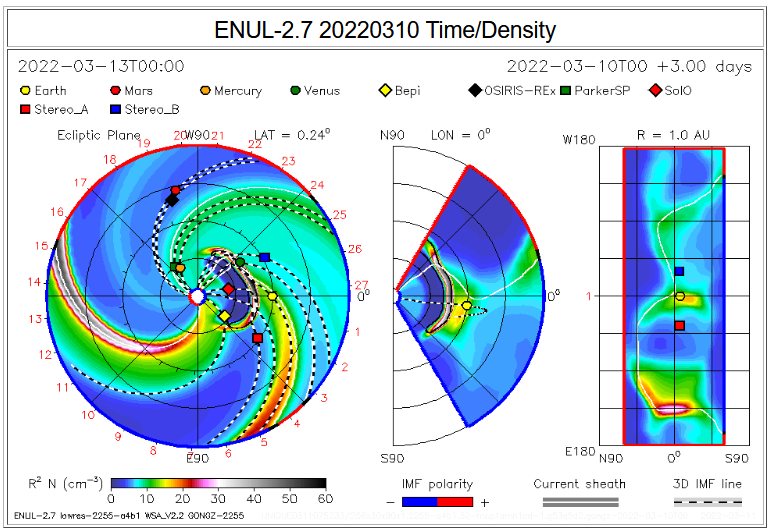 ENUL-2.7 20220310 Time/Density
2022-03-13T00:00 2022-03-10T00 +3.00 days
Earth Mars Mercury Venus Bepi OSIRIS-REx ParkerSP SolO
Stereo_A Stereo_B
Ecliptic Plane W90 LAT = 0.24° N90 LON = 0° W180 R = 1.0 AU
20 21
19 22
18 23
17 24
16 25
15 26
14 27 0° 0° 1
13 1
12 2
11 3
10 4
9 5
8 7 6
E90 S90 E180 N90 0° S90
R² N (cm⁻³) 0 10 20 30 40 50 60
IMF polarity Current sheath 3D IMF line
- +
ENUL-2.7 lowres-2255-a4b1 WSA_V2.2 GONGZ-2255